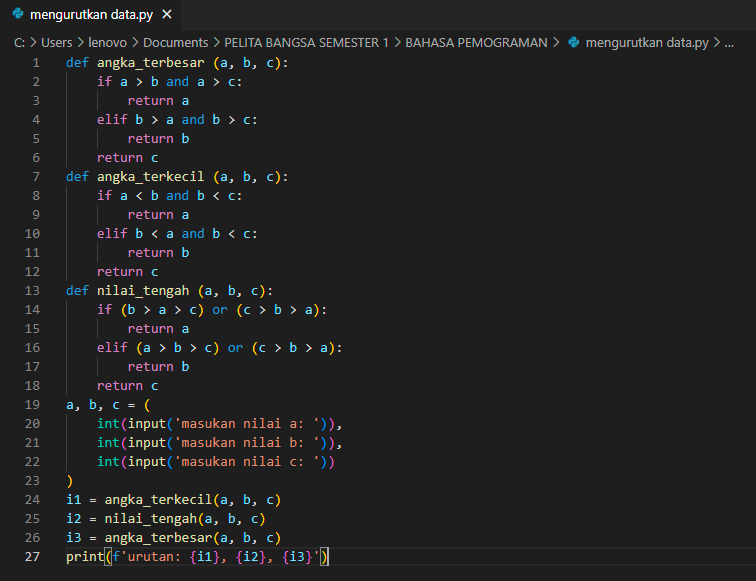 mengurutkan data.py ×
C: > Users > lenovo > Documents > PELITA BANGSA SEMESTER 1 > BAHASA PEMOGRAMAN > mengurutkan data.py > ...
1 def angka_terbesar (a, b, c):
2     if a > b and a > c:
3         return a
4     elif b > a and b > c:
5         return b
6     return c
7 def angka_terkecil (a, b, c):
8     if a < b and b < c:
9         return a
10     elif b < a and b < c:
11         return b
12     return c
13 def nilai_tengah (a, b, c):
14     if (b > a > c) or (c > b > a):
15         return a
16     elif (a > b > c) or (c > b > a):
17         return b
18     return c
19 a, b, c = (
20     int(input('masukan nilai a: ')),
21     int(input('masukan nilai b: ')),
22     int(input('masukan nilai c: '))
23 )
24 i1 = angka_terkecil(a, b, c)
25 i2 = nilai_tengah(a, b, c)
26 i3 = angka_terbesar(a, b, c)
27 print(f'urutan: {i1}, {i2}, {i3}')